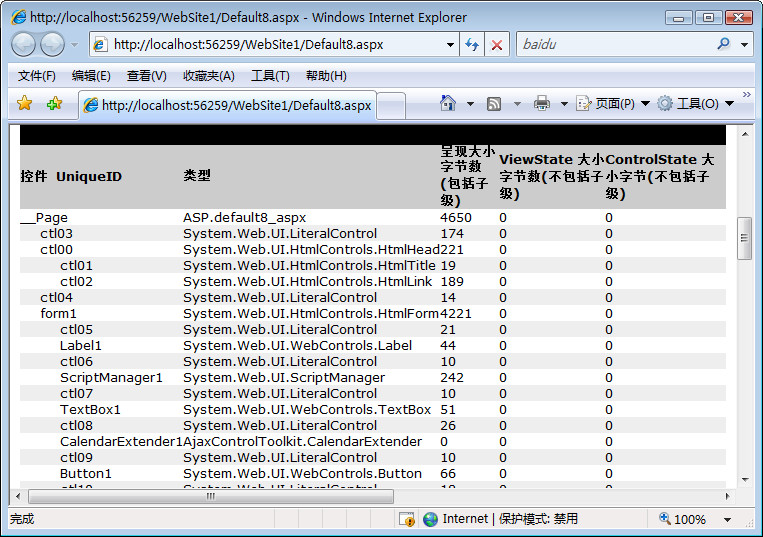 http://localhost:56259/WebSite1/Default8.aspx - Windows Internet Explorer
http://localhost:56259/WebSite1/Default8.aspx baidu
文件(F) 编辑(E) 查看(V) 收藏夹(A) 工具(T) 帮助(H)
http://localhost:56259/WebSite1/Default8.aspx 页面(P) 工具(O)
控件 UniqueID 类型 呈现大小字节数(包括子级) ViewState 大小字节数(不包括子级) ControlState 大小字节(不包括子级)
__Page ASP.default8_aspx 4650 0 0
ctl03 System.Web.UI.LiteralControl 174 0 0
ctl00 System.Web.UI.HtmlControls.HtmlHead 221 0 0
ctl01 System.Web.UI.HtmlControls.HtmlTitle 19 0 0
ctl02 System.Web.UI.HtmlControls.HtmlLink 189 0 0
ctl04 System.Web.UI.LiteralControl 14 0 0
form1 System.Web.UI.HtmlControls.HtmlForm 4221 0 0
ctl05 System.Web.UI.LiteralControl 21 0 0
Label1 System.Web.UI.WebControls.Label 44 0 0
ctl06 System.Web.UI.LiteralControl 10 0 0
ScriptManager1 System.Web.UI.ScriptManager 242 0 0
ctl07 System.Web.UI.LiteralControl 10 0 0
TextBox1 System.Web.UI.WebControls.TextBox 51 0 0
ctl08 System.Web.UI.LiteralControl 26 0 0
CalendarExtender1 AjaxControlToolkit.CalendarExtender 0 0 0
ctl09 System.Web.UI.LiteralControl 10 0 0
Button1 System.Web.UI.WebControls.Button 66 0 0
完成 Internet | 保护模式: 禁用 100%